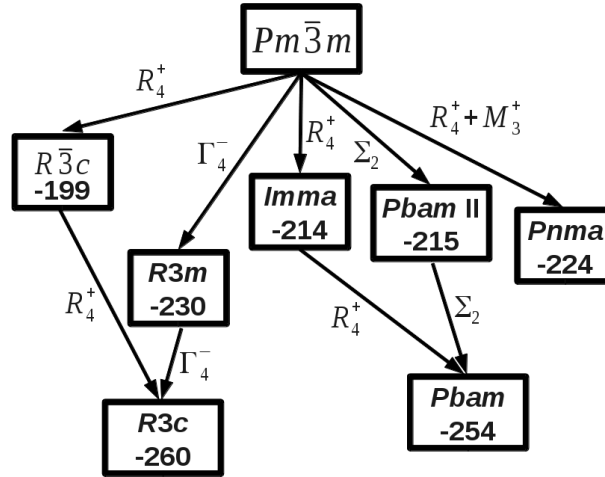 Pm3̅m
R₄⁺
Γ₄⁻
R₄⁺
Σ₂
R₄⁺+M₃⁺
R3̅c
-199
Imma
-214
Pbam II
-215
Pnma
-224
R3m
-230
R₄⁺
Γ₄⁻
R₄⁺
Σ₂
R3c
-260
Pbam
-254